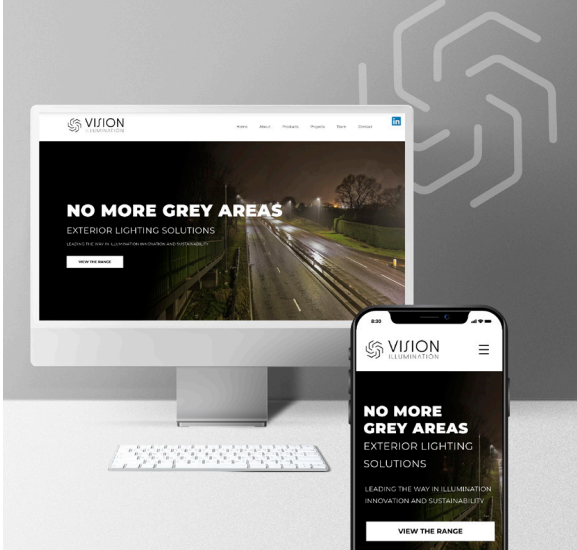 VISION
ILLUMINATION
Home About Products Projects Team Contact
in
NO MORE GREY AREAS
EXTERIOR LIGHTING SOLUTIONS
LEADING THE WAY IN ILLUMINATION INNOVATION AND SUSTAINABILITY
VIEW THE RANGE
8:30
VISION
ILLUMINATION
NO MORE
GREY AREAS
EXTERIOR LIGHTING
SOLUTIONS
LEADING THE WAY IN ILLUMINATION
INNOVATION AND SUSTAINABILITY
VIEW THE RANGE